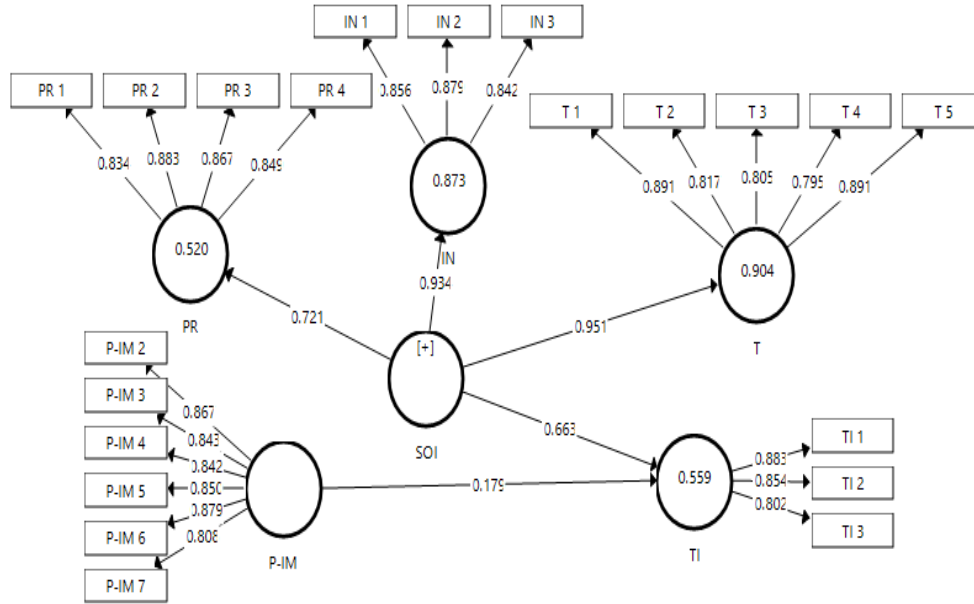 IN 1 IN 2 IN 3
PR 1 PR 2 PR 3 PR 4
T 1 T 2 T 3 T 4 T 5
0.856 0.879 0.842
0.834 0.883 0.867 0.849
0.891 0.817 0.805 0.795 0.891
0.873
IN
0.520
PR
0.904
T
0.934
0.721
0.951
[+]
SOI
0.663
P-IM 2
P-IM 3
P-IM 4
P-IM 5
P-IM 6
P-IM 7
0.867
0.843
0.842
0.850
0.879
0.808
P-IM
0.179
0.559
TI
0.883
0.854
0.802
TI 1
TI 2
TI 3